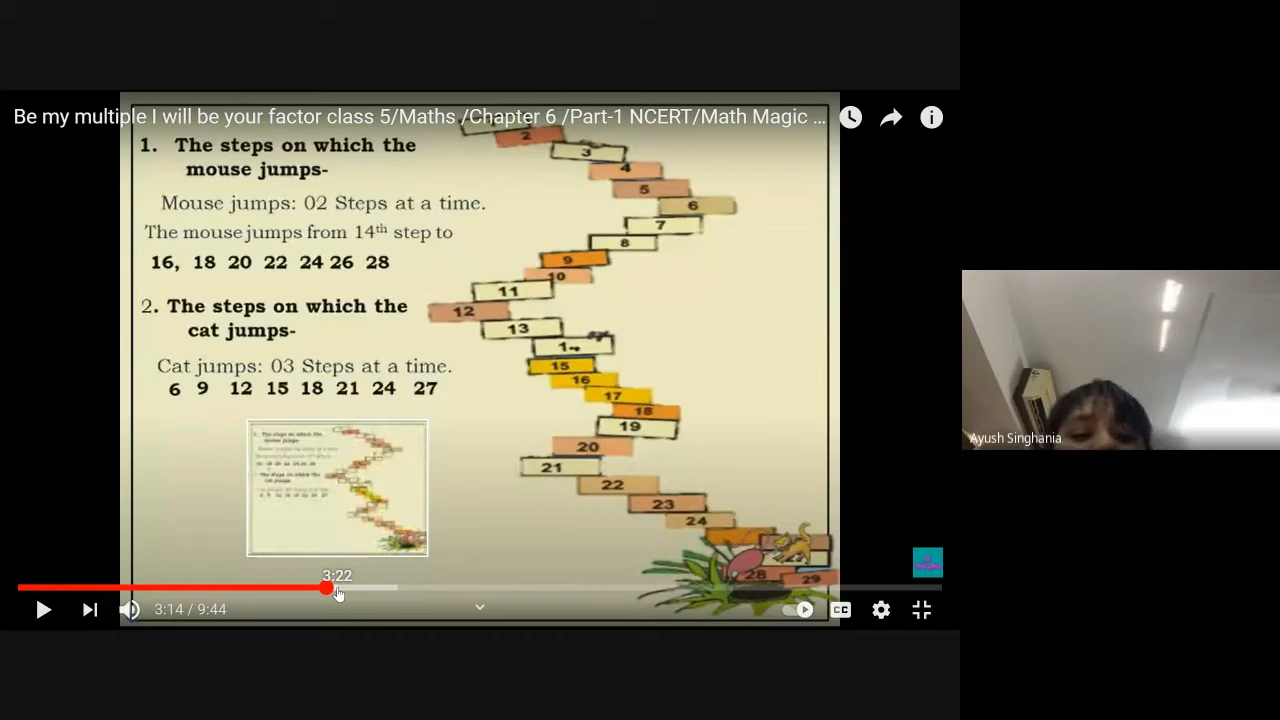 Be my multiple I will be your factor class 5/Maths /Chapter 6 /Part-1 NCERT/Math Magic ...
1. The steps on which the
mouse jumps-
Mouse jumps: 02 Steps at a time.
The mouse jumps from 14th step to
16, 18 20 22 24 26 28
2. The steps on which the
cat jumps-
Cat jumps: 03 Steps at a time.
6 9 12 15 18 21 24 27
2
3
4
5
6
7
8
9
10
11
12
13
15
16
17
18
19
20
21
22
23
24
28
29
Ayush Singhania
3:22
3:14 / 9:44
CC